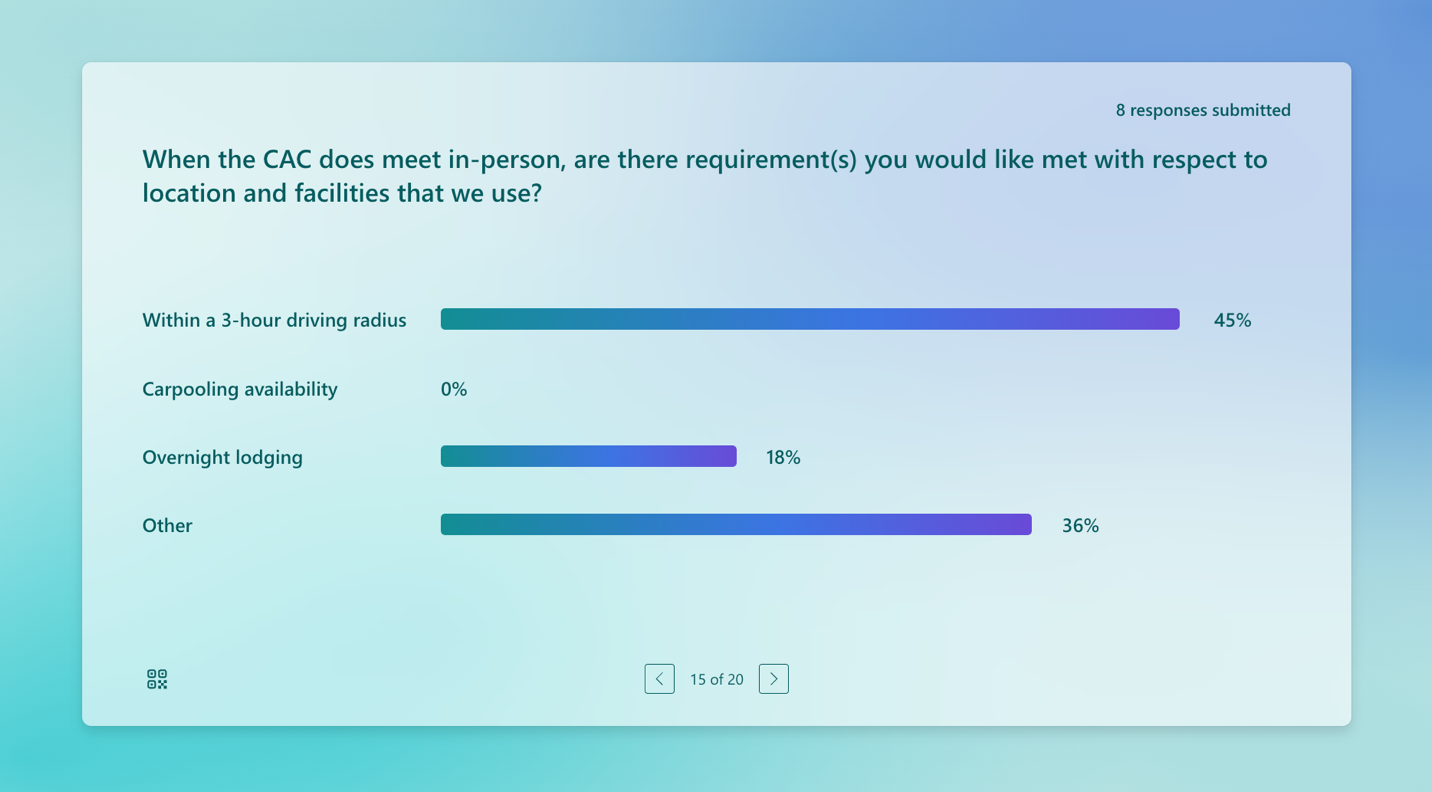 8 responses submitted
When the CAC does meet in-person, are there requirement(s) you would like met with respect to
location and facilities that we use?
Within a 3-hour driving radius 45%
Carpooling availability 0%
Overnight lodging 18%
Other 36%
15 of 20